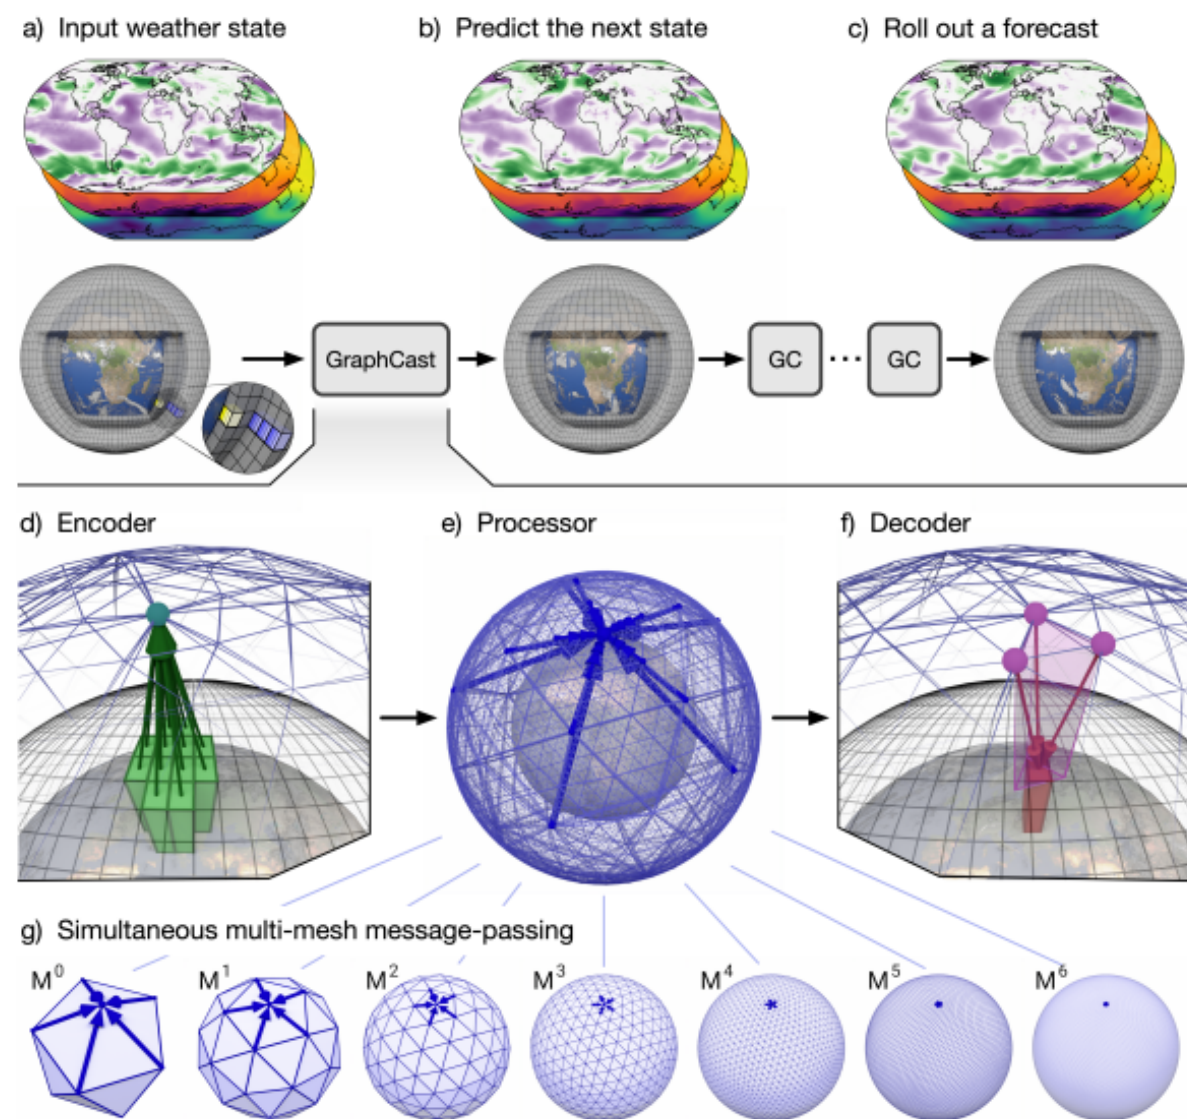 a) Input weather state
b) Predict the next state
c) Roll out a forecast
GraphCast
GC
...
GC
d) Encoder
e) Processor
f) Decoder
g) Simultaneous multi-mesh message-passing
M⁰
M¹
M²
M³
M⁴
M⁵
M⁶